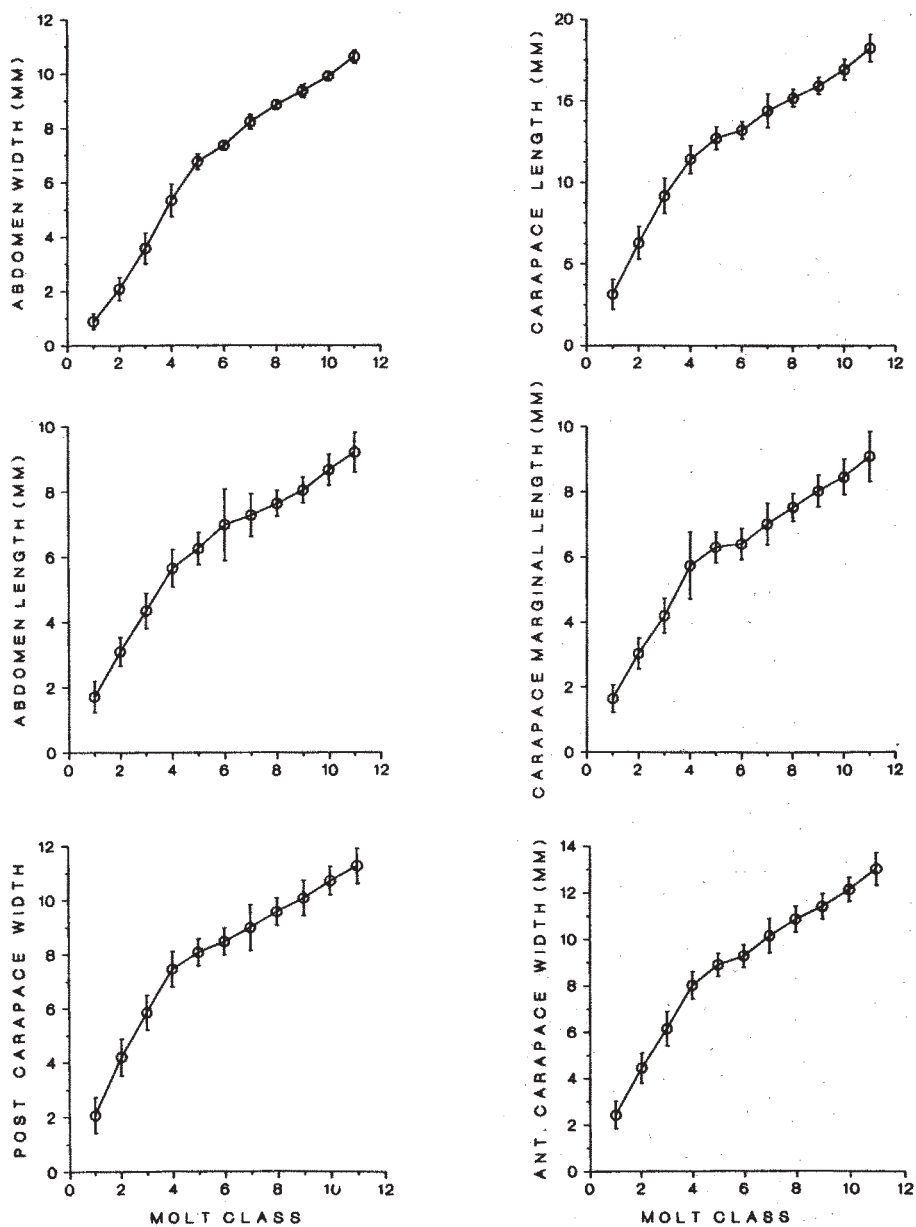 ABDOMEN WIDTH (MM)
12
10
8
6
4
2
0
0 2 4 6 8 10 12
CARAPACE LENGTH (MM)
20
15
10
5
0
0 2 4 6 8 10 12
ABDOMEN LENGTH (MM)
10
8
6
4
2
0
0 2 4 6 8 10 12
CARAPACE MARGINAL LENGTH (MM)
10
8
6
4
2
0
0 2 4 6 8 10 12
POST CARAPACE WIDTH
12
10
8
6
4
2
0
0 2 4 6 8 10 12
MOLT CLASS
ANT. CARAPACE WIDTH (MM)
14
12
10
8
6
4
2
0
0 2 4 6 8 10 12
MOLT CLASS